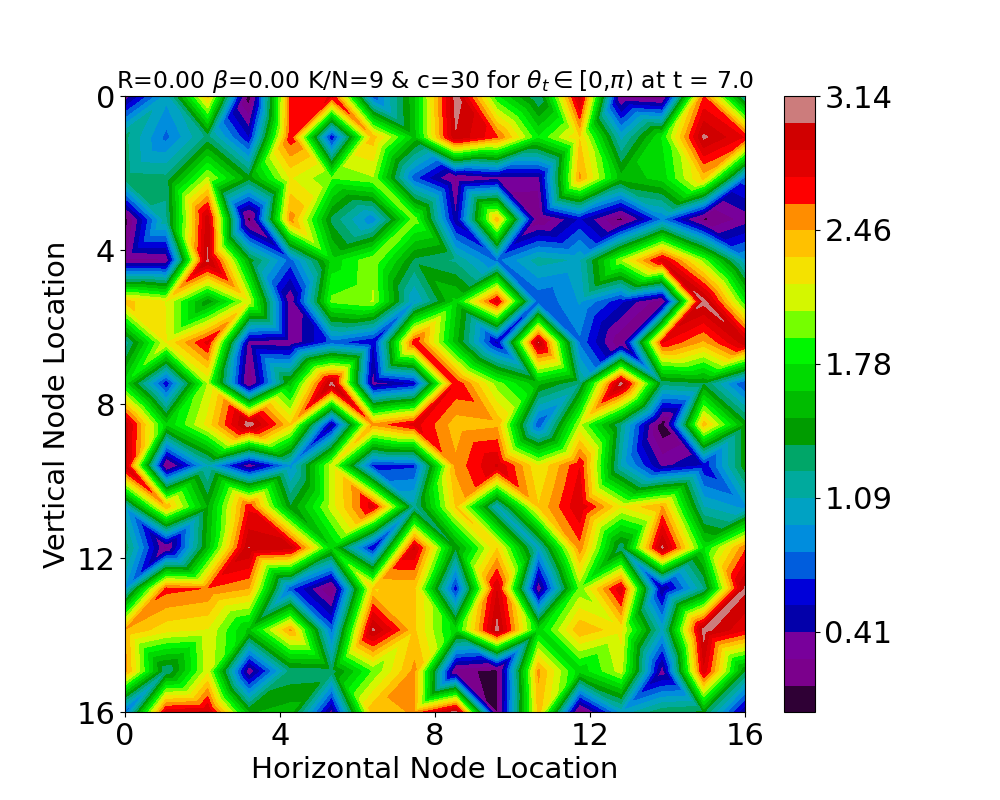 R=0.00 β=0.00 K/N=9 & c=30 for θₜ ∈ [0,π) at t = 7.0
0
4
8
12
16
Vertical Node Location
0 4 8 12 16
Horizontal Node Location
3.14
2.46
1.78
1.09
0.41